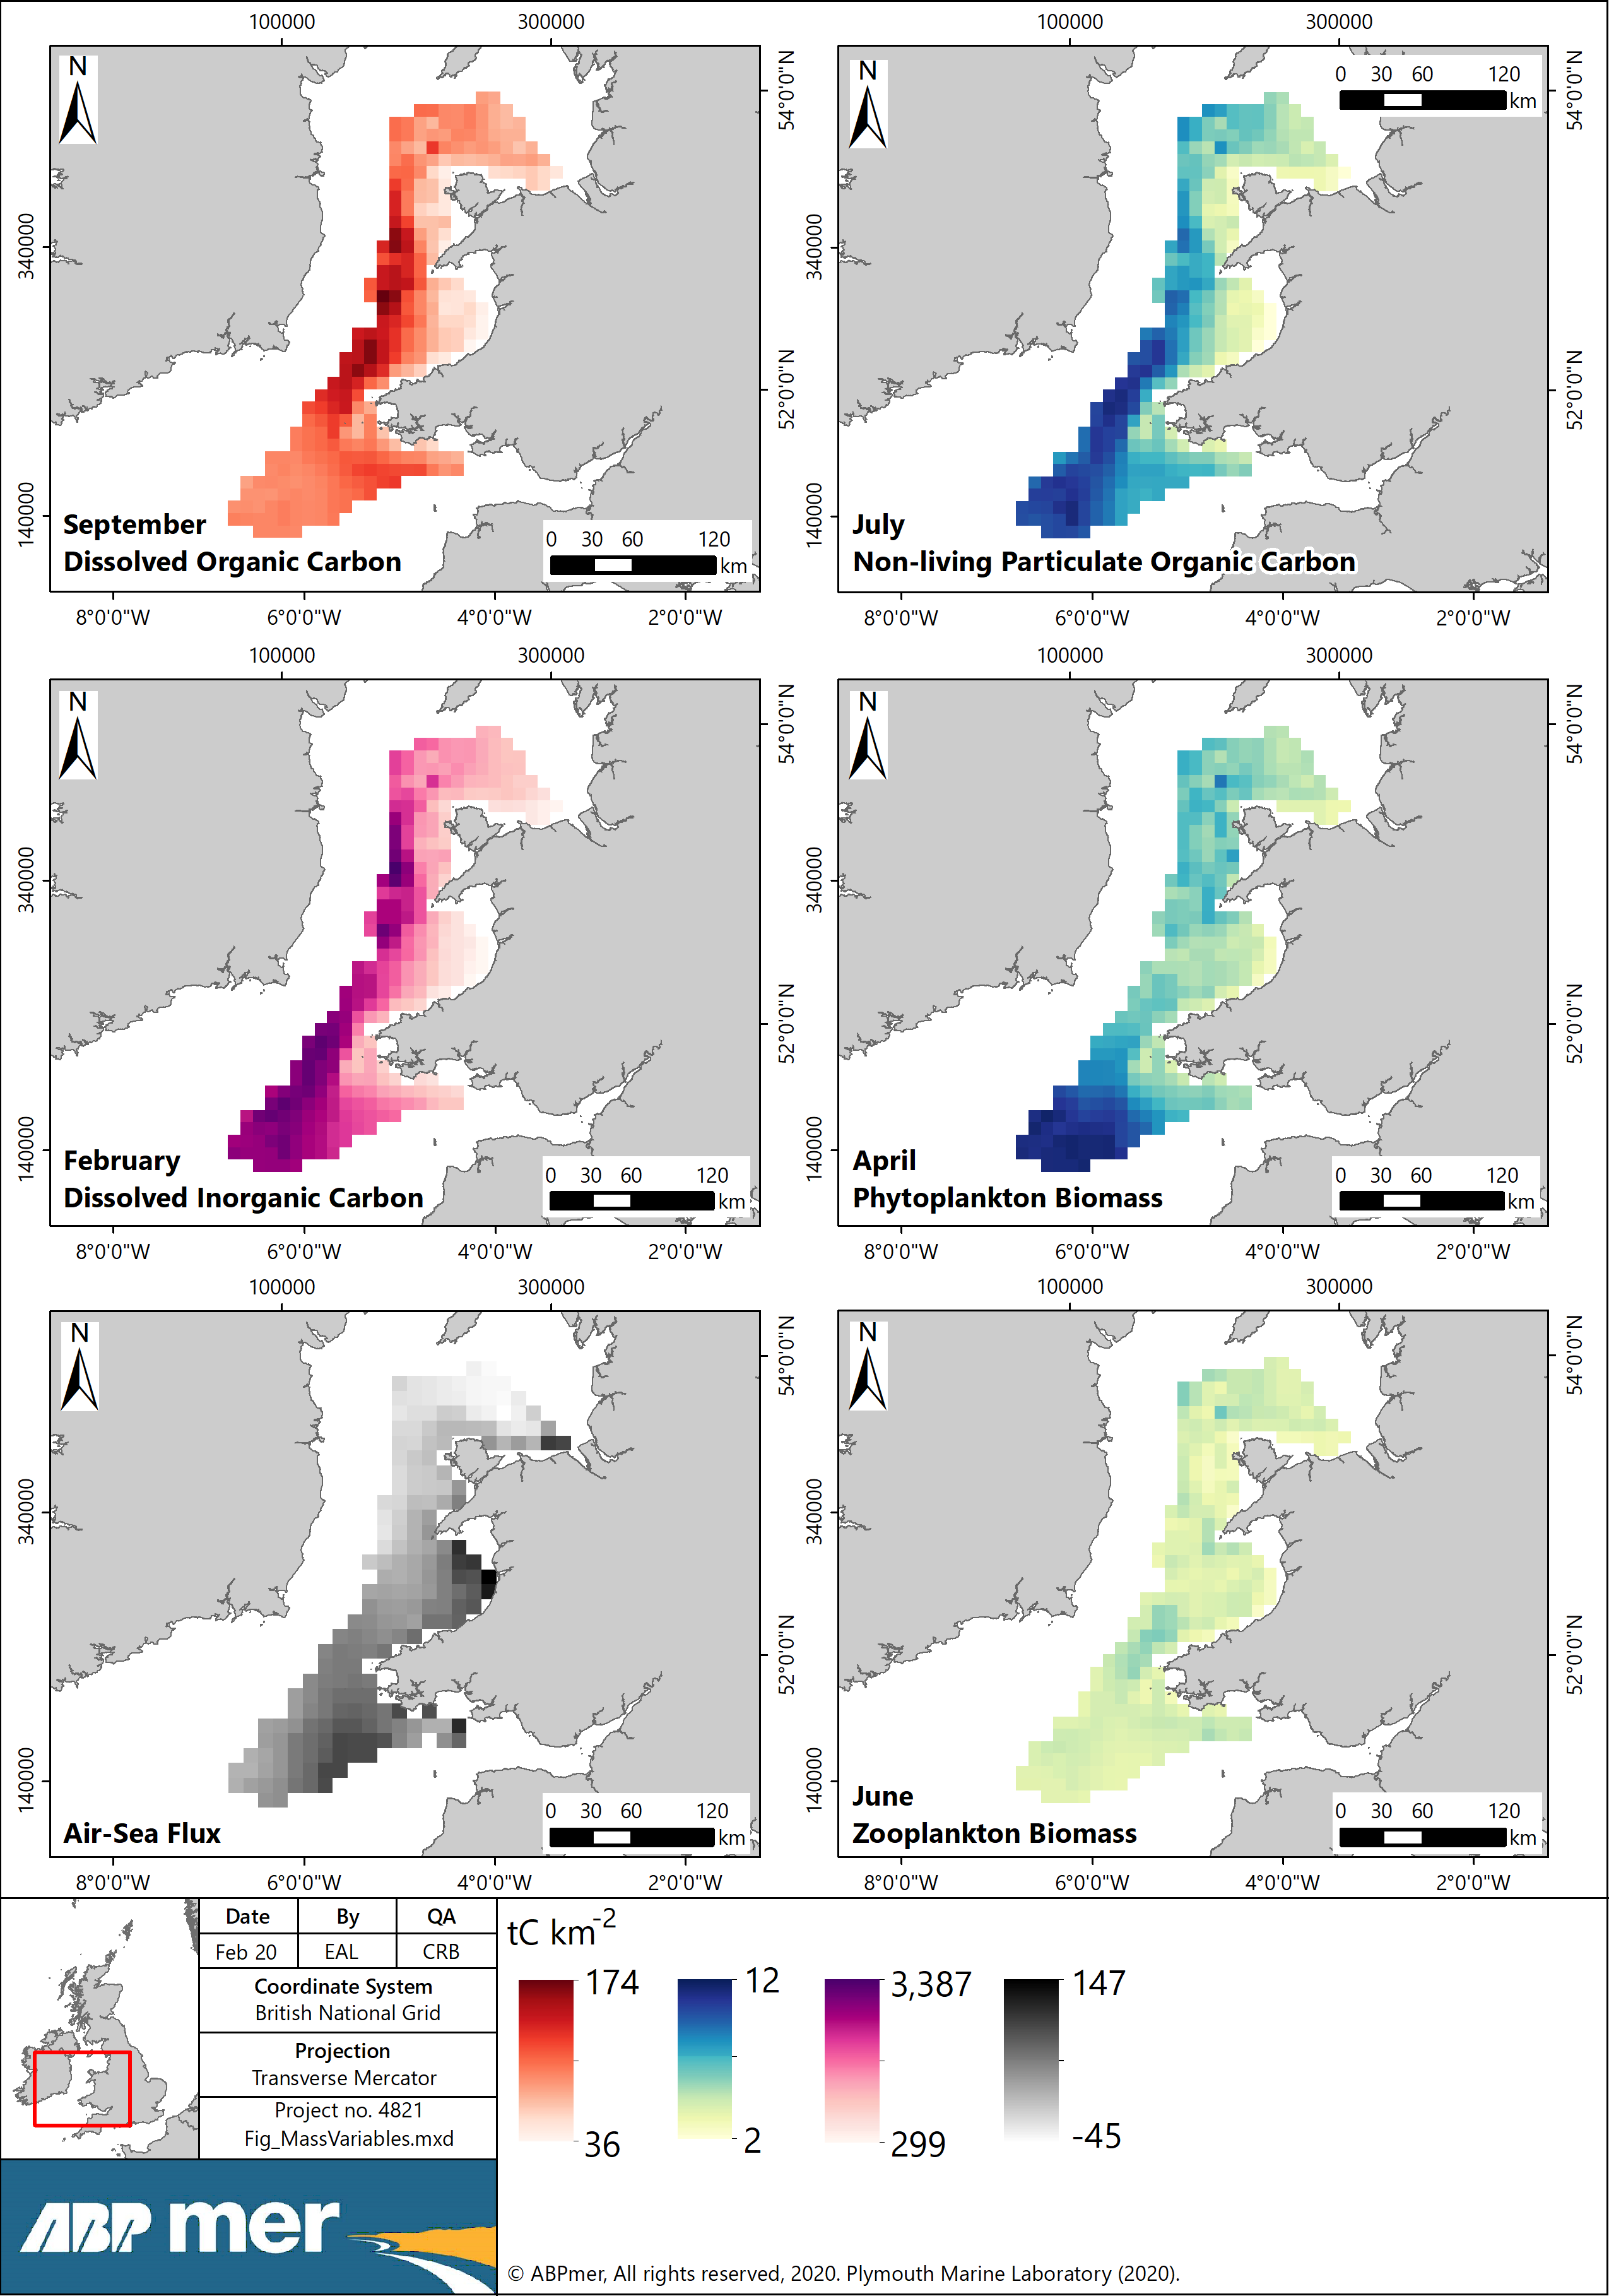 100000 300000 100000 300000
N
54°0'0"N
N
0 30 60 120
km
54°0'0"N
340000
52°0'0"N
340000
52°0'0"N
140000
September
Dissolved Organic Carbon
0 30 60 120
km
140000
July
Non-living Particulate Organic Carbon
8°0'0"W 6°0'0"W 4°0'0"W 2°0'0"W 8°0'0"W 6°0'0"W 4°0'0"W 2°0'0"W
100000 300000 100000 300000
N
54°0'0"N
N
54°0'0"N
340000
52°0'0"N
340000
52°0'0"N
140000
February
Dissolved Inorganic Carbon
0 30 60 120
km
140000
April
Phytoplankton Biomass
0 30 60 120
km
8°0'0"W 6°0'0"W 4°0'0"W 2°0'0"W 8°0'0"W 6°0'0"W 4°0'0"W 2°0'0"W
100000 300000 100000 300000
N
54°0'0"N
N
54°0'0"N
340000
52°0'0"N
340000
52°0'0"N
140000
Air-Sea Flux
0 30 60 120
km
140000
June
Zooplankton Biomass
0 30 60 120
km
8°0'0"W 6°0'0"W 4°0'0"W 2°0'0"W 8°0'0"W 6°0'0"W 4°0'0"W 2°0'0"W
Date By QA
Feb 20 EAL CRB
Coordinate System
British National Grid
Projection
Transverse Mercator
Project no. 4821
Fig_MassVariables.mxd
ABP mer
tC km-2
174 12 3,387 147
36 2 299 -45
© ABPmer, All rights reserved, 2020. Plymouth Marine Laboratory (2020).